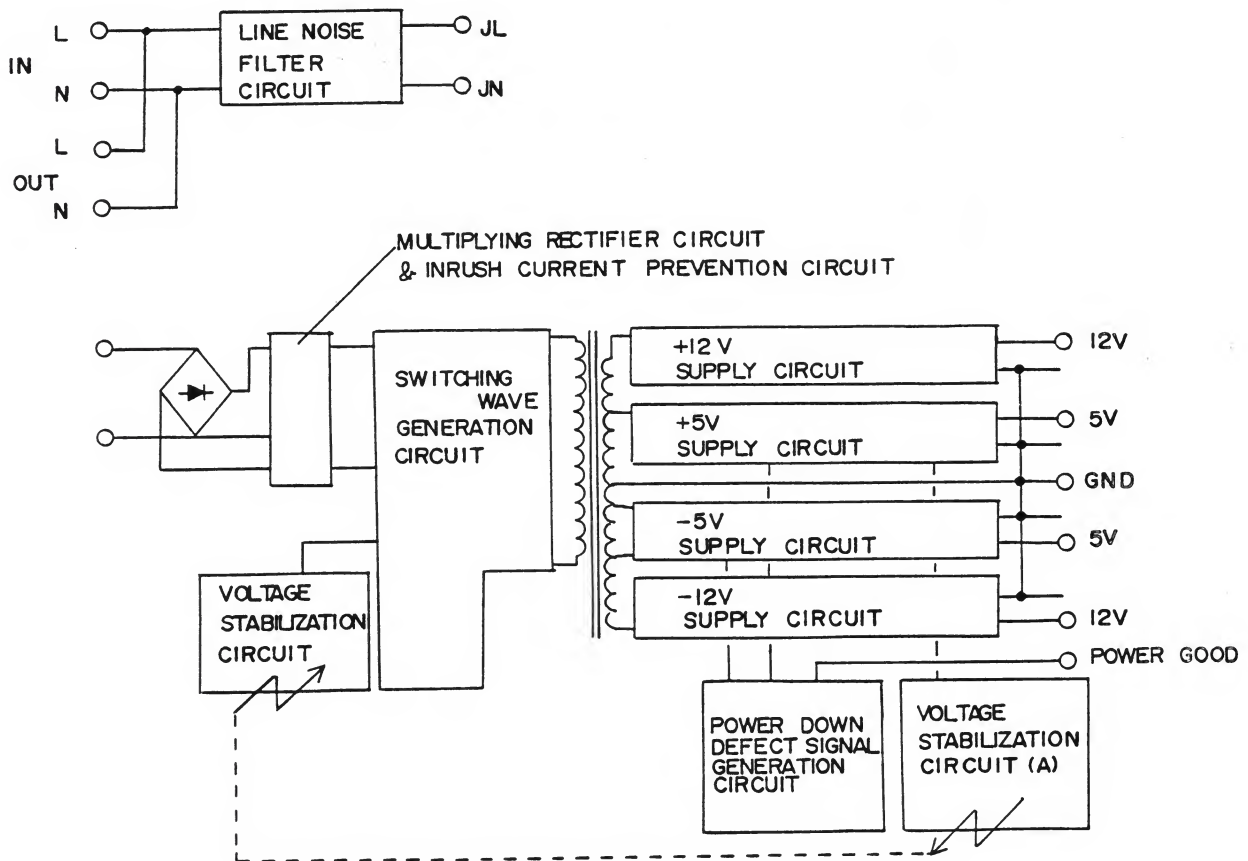 L
LINE NOISE
FILTER
CIRCUIT
JL
IN
N
JN
L
OUT
N
MULTIPLYING RECTIFIER CIRCUIT
& INRUSH CURRENT PREVENTION CIRCUIT
SWITCHING
WAVE
GENERATION
CIRCUIT
+12V
SUPPLY CIRCUIT
12V
+5V
SUPPLY CIRCUIT
5V
GND
-5V
SUPPLY CIRCUIT
5V
-12V
SUPPLY CIRCUIT
12V
POWER GOOD
VOLTAGE
STABILIZATION
CIRCUIT
POWER DOWN
DEFECT SIGNAL
GENERATION
CIRCUIT
VOLTAGE
STABILIZATION
CIRCUIT (A)